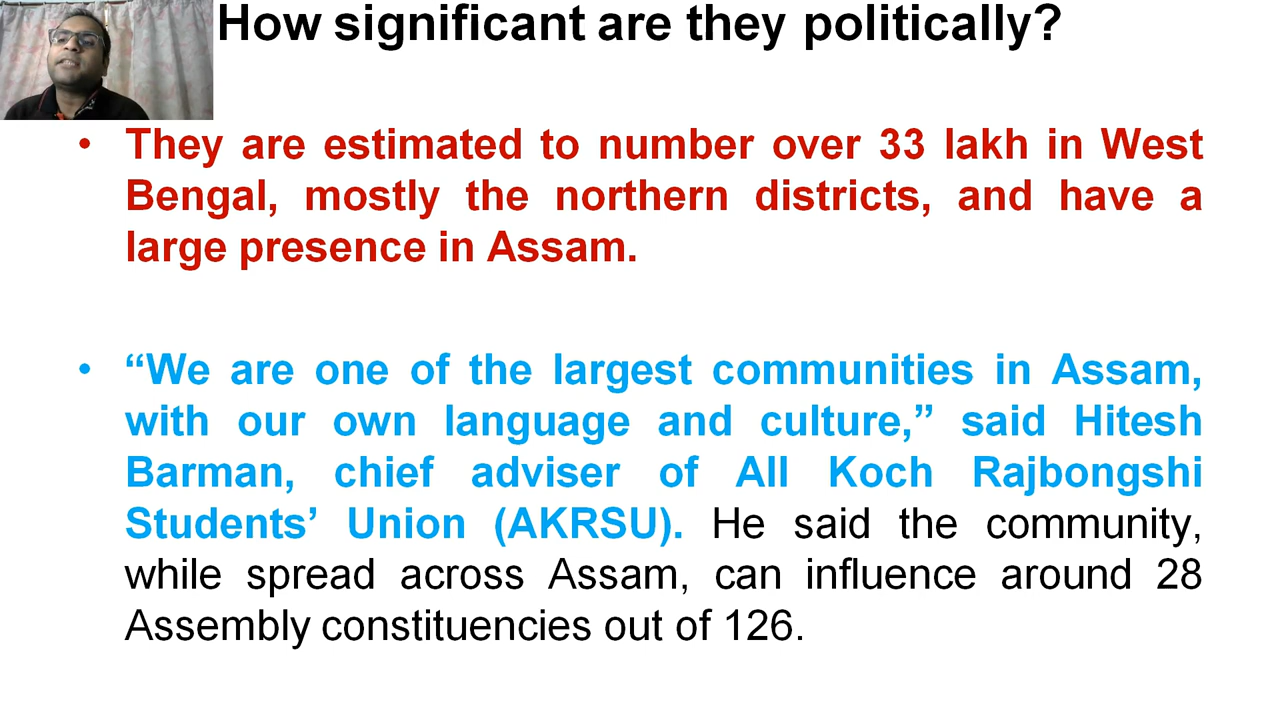 How significant are they politically?
• They are estimated to number over 33 lakh in West
Bengal, mostly the northern districts, and have a
large presence in Assam.
• “We are one of the largest communities in Assam,
with our own language and culture,” said Hitesh
Barman, chief adviser of All Koch Rajbongshi
Students’ Union (AKRSU). He said the community,
while spread across Assam, can influence around 28
Assembly constituencies out of 126.